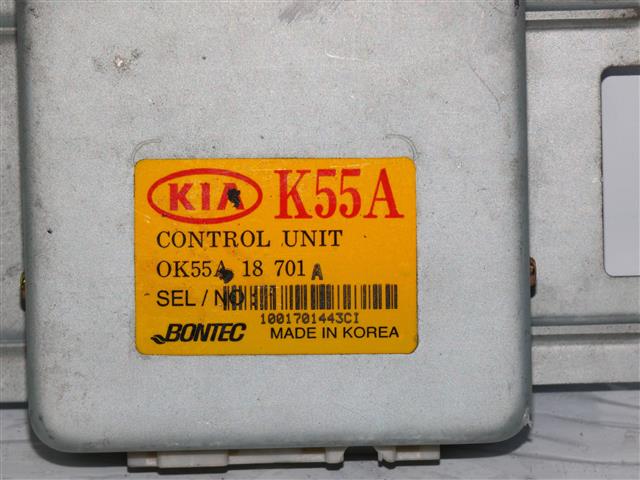 KIA K55A
CONTROL UNIT
OK55A 18 701 A
SEL / NO :
1001701443CI
BONTEC MADE IN KOREA